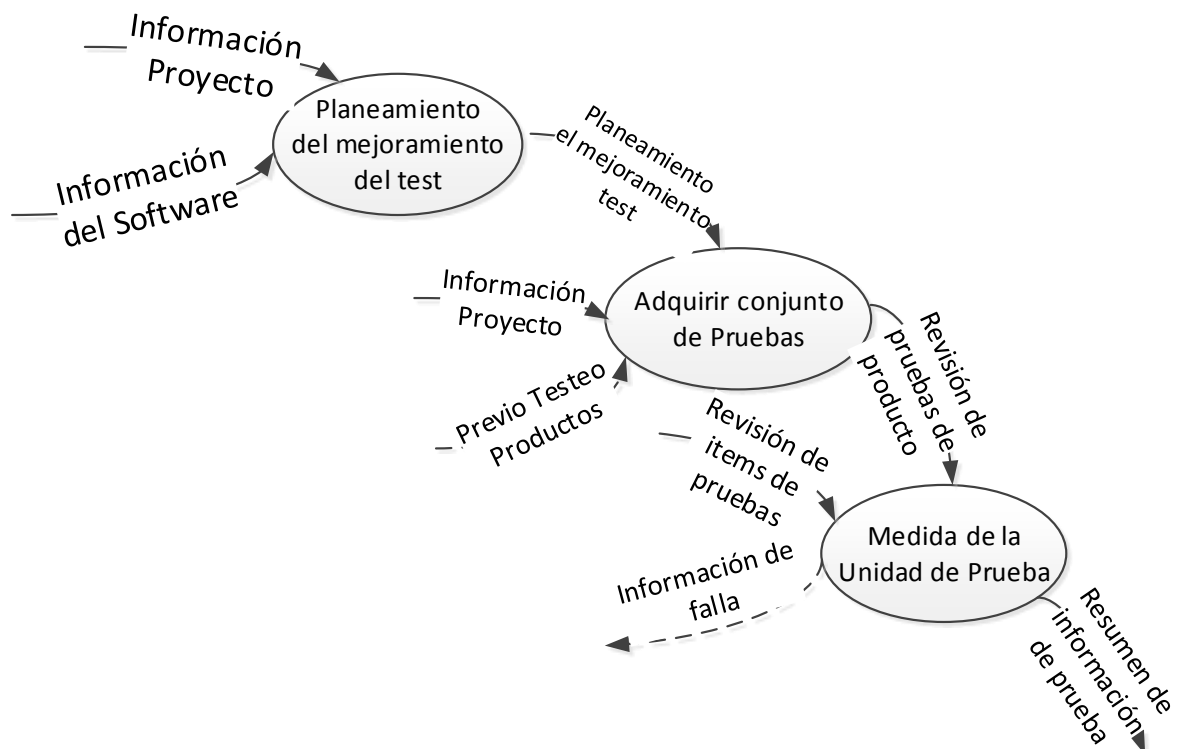 Información
Proyecto
Información
del Software
Planeamiento
del mejoramiento
del test
Planeamiento
el mejoramiento
test
Información
Proyecto
Previo Testeo
Productos
Adquirir conjunto
de Pruebas
Revisión de
pruebas de
producto
Revisión de
items de
pruebas
Medida de la
Unidad de Prueba
Información de
falla
Resumen de
información
de prueba